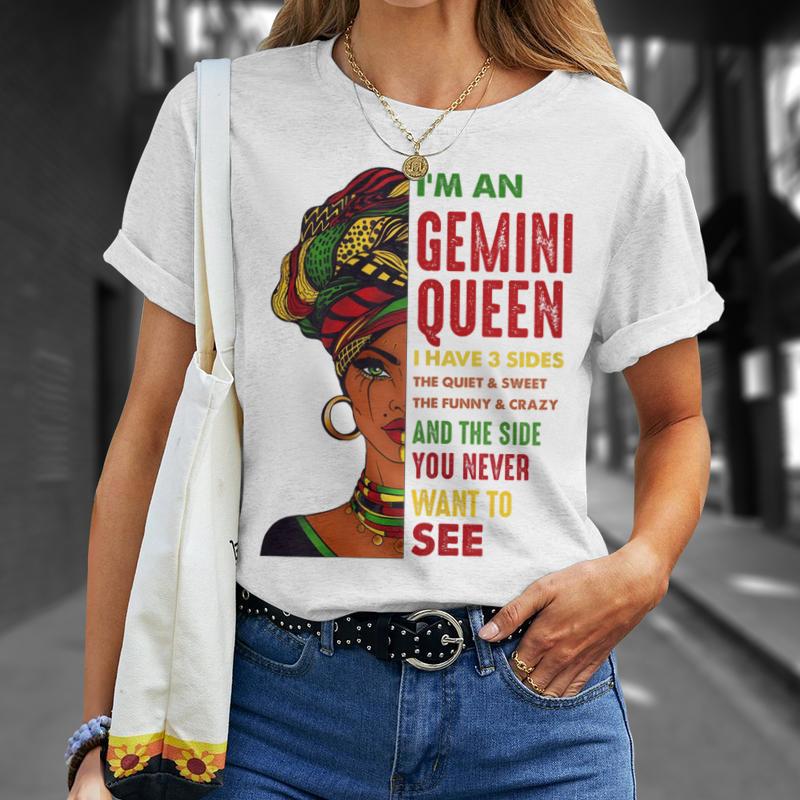 I'M AN
GEMINI
QUEEN
I HAVE 3 SIDES
THE QUIET & SWEET
THE FUNNY & CRAZY
AND THE SIDE
YOU NEVER
WANT TO
SEE